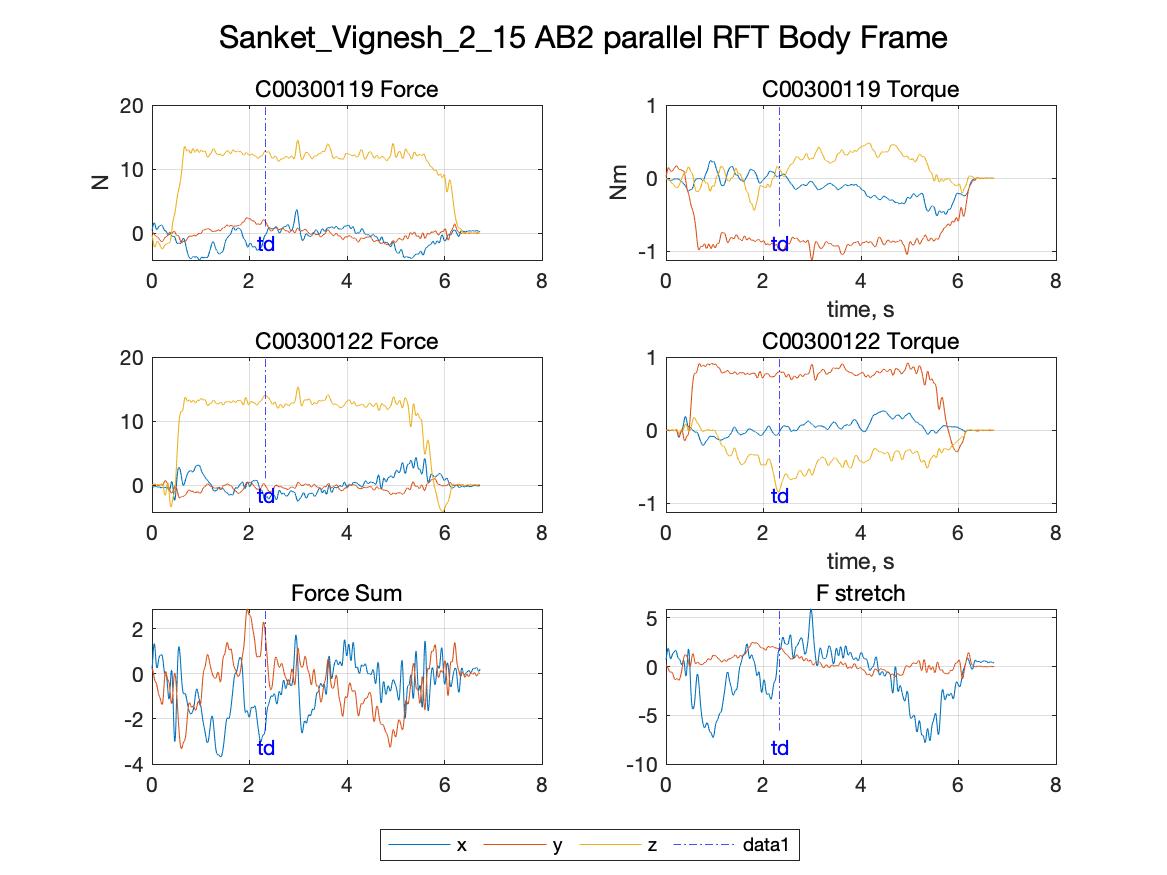 Sanket_Vignesh_2_15 AB2 parallel RFT Body Frame
C00300119 Force
N
20
10
0
td
0 2 4 6 8
C00300119 Torque
Nm
1
0
-1
td
0 2 4 6 8
time, s
C00300122 Force
20
10
0
td
0 2 4 6 8
C00300122 Torque
1
0
-1
td
0 2 4 6 8
time, s
Force Sum
2
0
-2
-4
td
0 2 4 6 8
F stretch
5
0
-5
-10
td
0 2 4 6 8
x y z data1